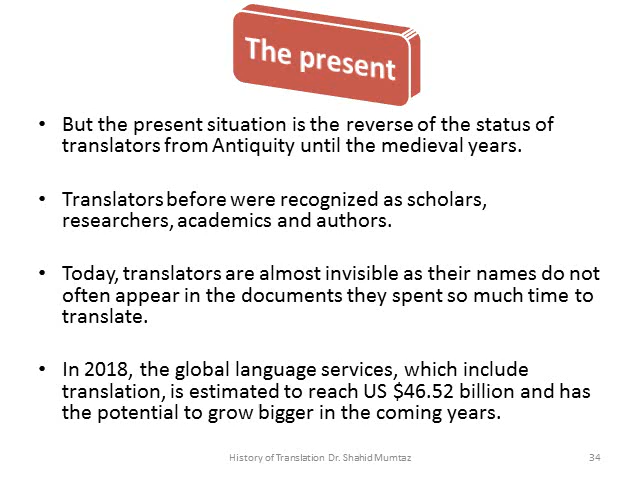 The present
• But the present situation is the reverse of the status of
translators from Antiquity until the medieval years.
• Translators before were recognized as scholars,
researchers, academics and authors.
• Today, translators are almost invisible as their names do not
often appear in the documents they spent so much time to
translate.
• In 2018, the global language services, which include
translation, is estimated to reach US $46.52 billion and has
the potential to grow bigger in the coming years.
History of Translation Dr. Shahid Mumtaz
34